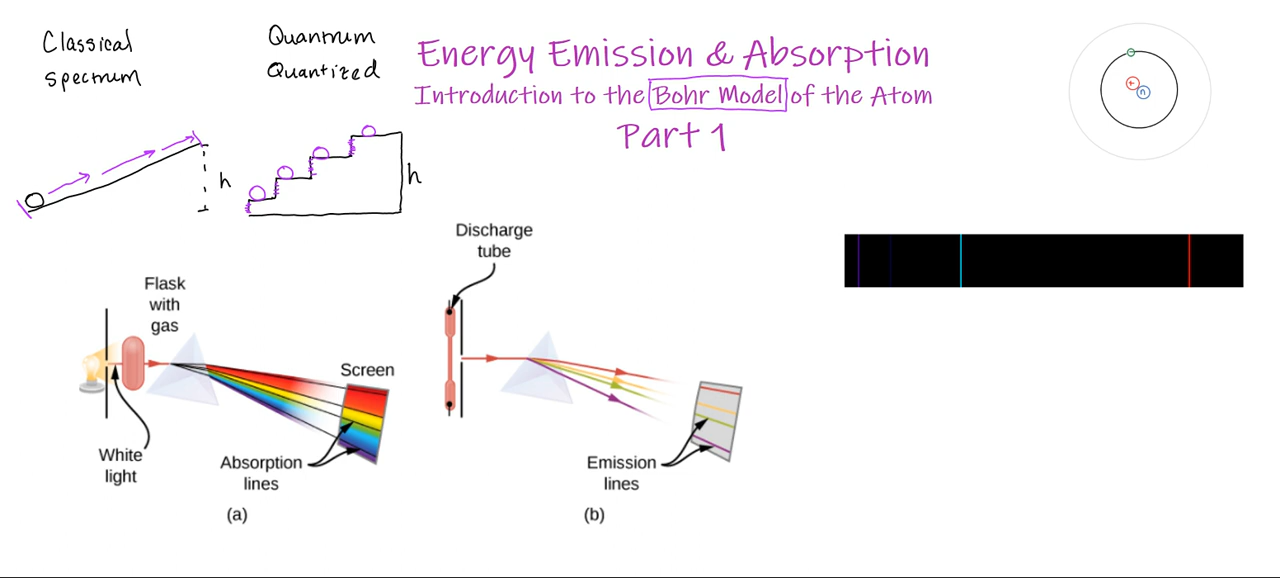 Classical
Spectrum
Quantum
Quantized
Energy Emission & Absorption
Introduction to the Bohr Model of the Atom
Part 1
+
n
h
h
Discharge
tube
Flask
with
gas
Screen
White
light
Absorption
lines
Emission
lines
(a)
(b)